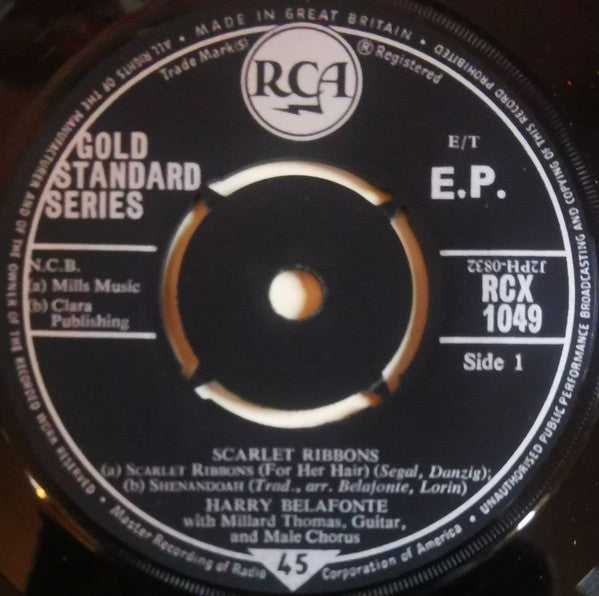 MADE IN GREAT BRITAIN • UNAUTHORISED PUBLIC PERFORMANCE BROADCASTING AND COPYING OF THIS RECORD PROHIBITED
ALL RIGHTS OF THE MANUFACTURER AND OF THE OWNER OF THE RECORDED WORK RESERVED
Trade Mark(s)
RCA
® Registered
GOLD
STANDARD
SERIES
E/T
E.P.
N.C.B.
(a) Mills Music
(b) Clara
Publishing
J2PH-0832
RCX
1049
Side 1
SCARLET RIBBONS
(a) SCARLET RIBBONS (For Her Hair) (Segal, Danzig);
(b) SHENANDOAH (Trad., arr. Belafonte, Lorin)
HARRY BELAFONTE
with Millard Thomas, Guitar,
and Male Chorus
Master Recording of Radio Corporation of America.
45